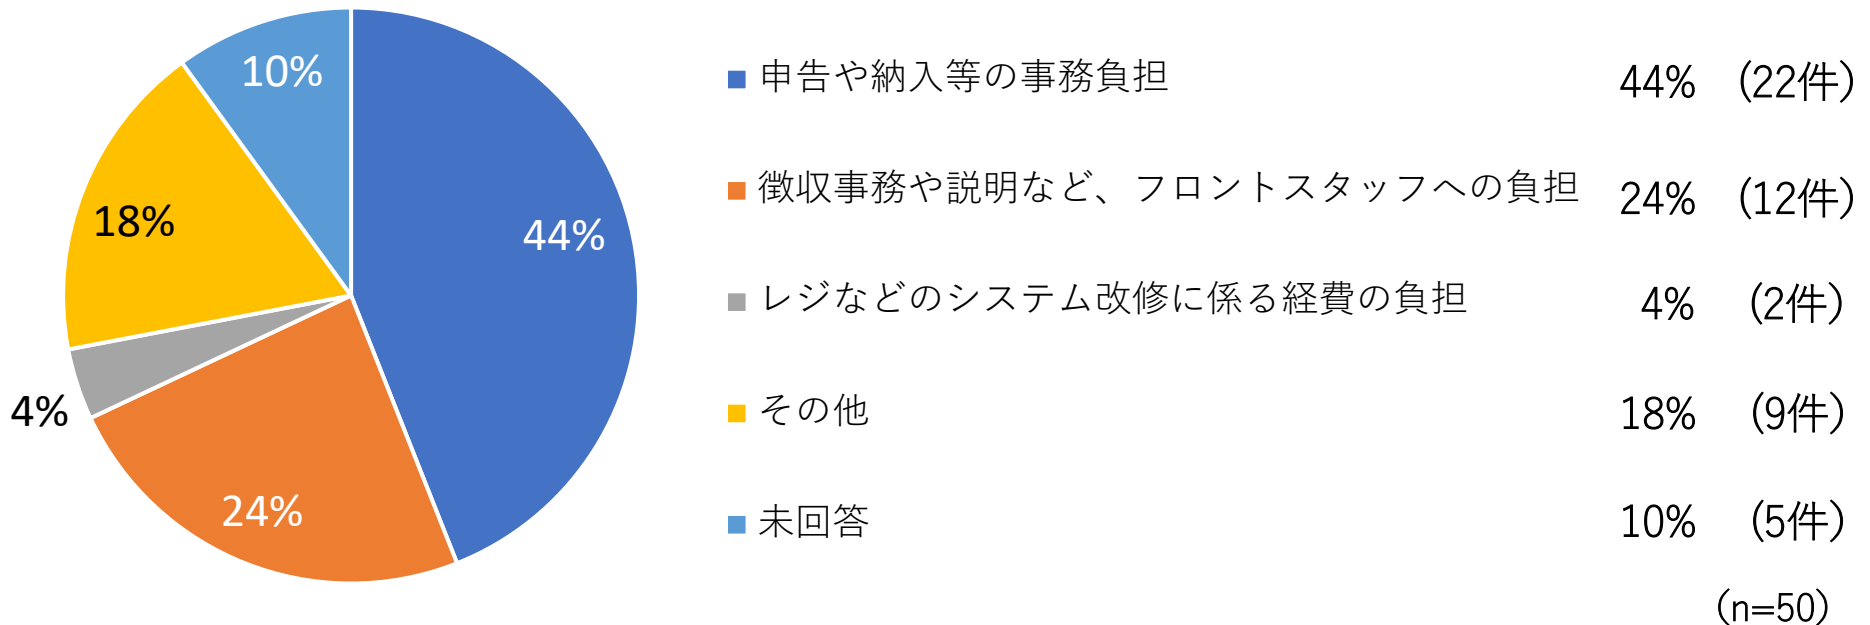 10%
18%
44%
4%
24%
申告や納入等の事務負担 44% (22件)
徴収事務や説明など、フロントスタッフへの負担 24% (12件)
レジなどのシステム改修に係る経費の負担 4% (2件)
その他 18% (9件)
未回答 10% (5件)
(n=50)